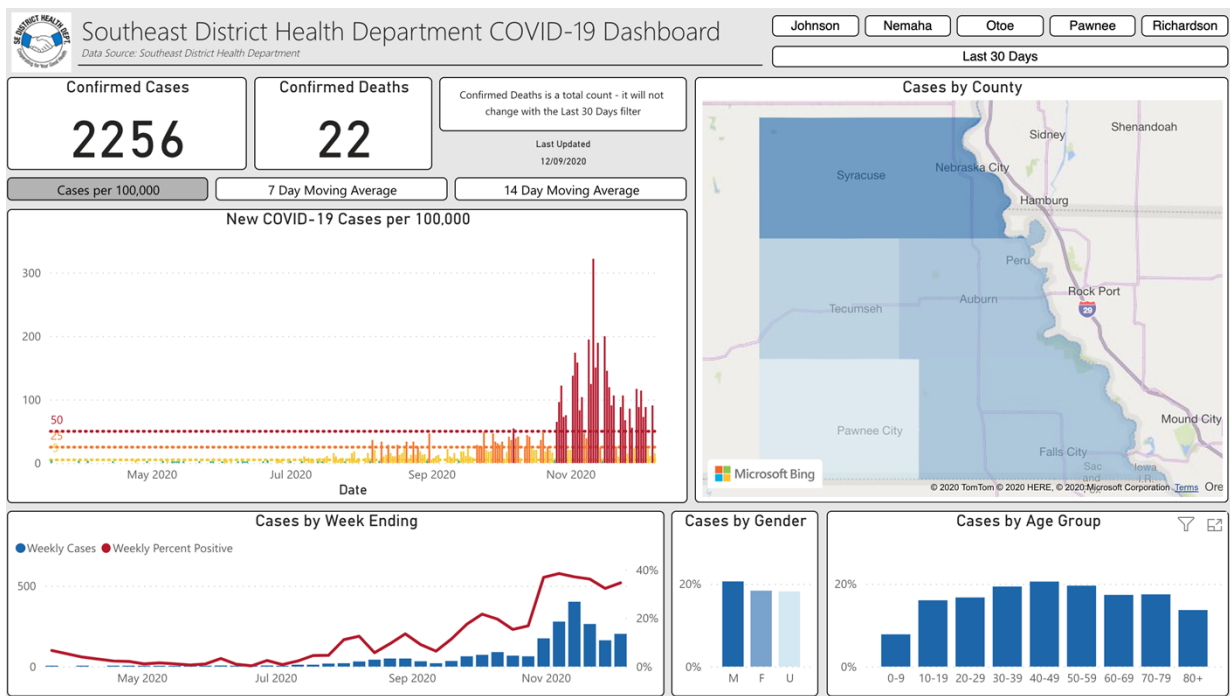 SE DISTRICT HEALTH DEPT.
Southeast District Health Department COVID-19 Dashboard
Data Source: Southeast District Health Department
Johnson
Nemaha
Otoe
Pawnee
Richardson
Last 30 Days
Confirmed Cases
2256
Confirmed Deaths
22
Confirmed Deaths is a total count - it will not
change with the Last 30 Days filter
Last Updated
12/09/2020
Cases per 100,000
7 Day Moving Average
14 Day Moving Average
New COVID-19 Cases per 100,000
300
200
100
50
25
0
May 2020
Jul 2020
Sep 2020
Nov 2020
Date
Cases by County
Sidney
Shenandoah
Nebraska City
Syracuse
Hamburg
Peru
Rock Port
29
Auburn
Tecumseh
Mound City
Pawnee City
Falls City
Sac
and
Iowa
I.R.
Microsoft Bing
© 2020 TomTom © 2020 HERE, © 2020 Microsoft Corporation Terms
Ore
Cases by Week Ending
Weekly Cases
Weekly Percent Positive
500
0
40%
20%
0%
May 2020
Jul 2020
Sep 2020
Nov 2020
Cases by Gender
20%
0%
M
F
U
Cases by Age Group
20%
0%
0-9
10-19
20-29
30-39
40-49
50-59
60-69
70-79
80+